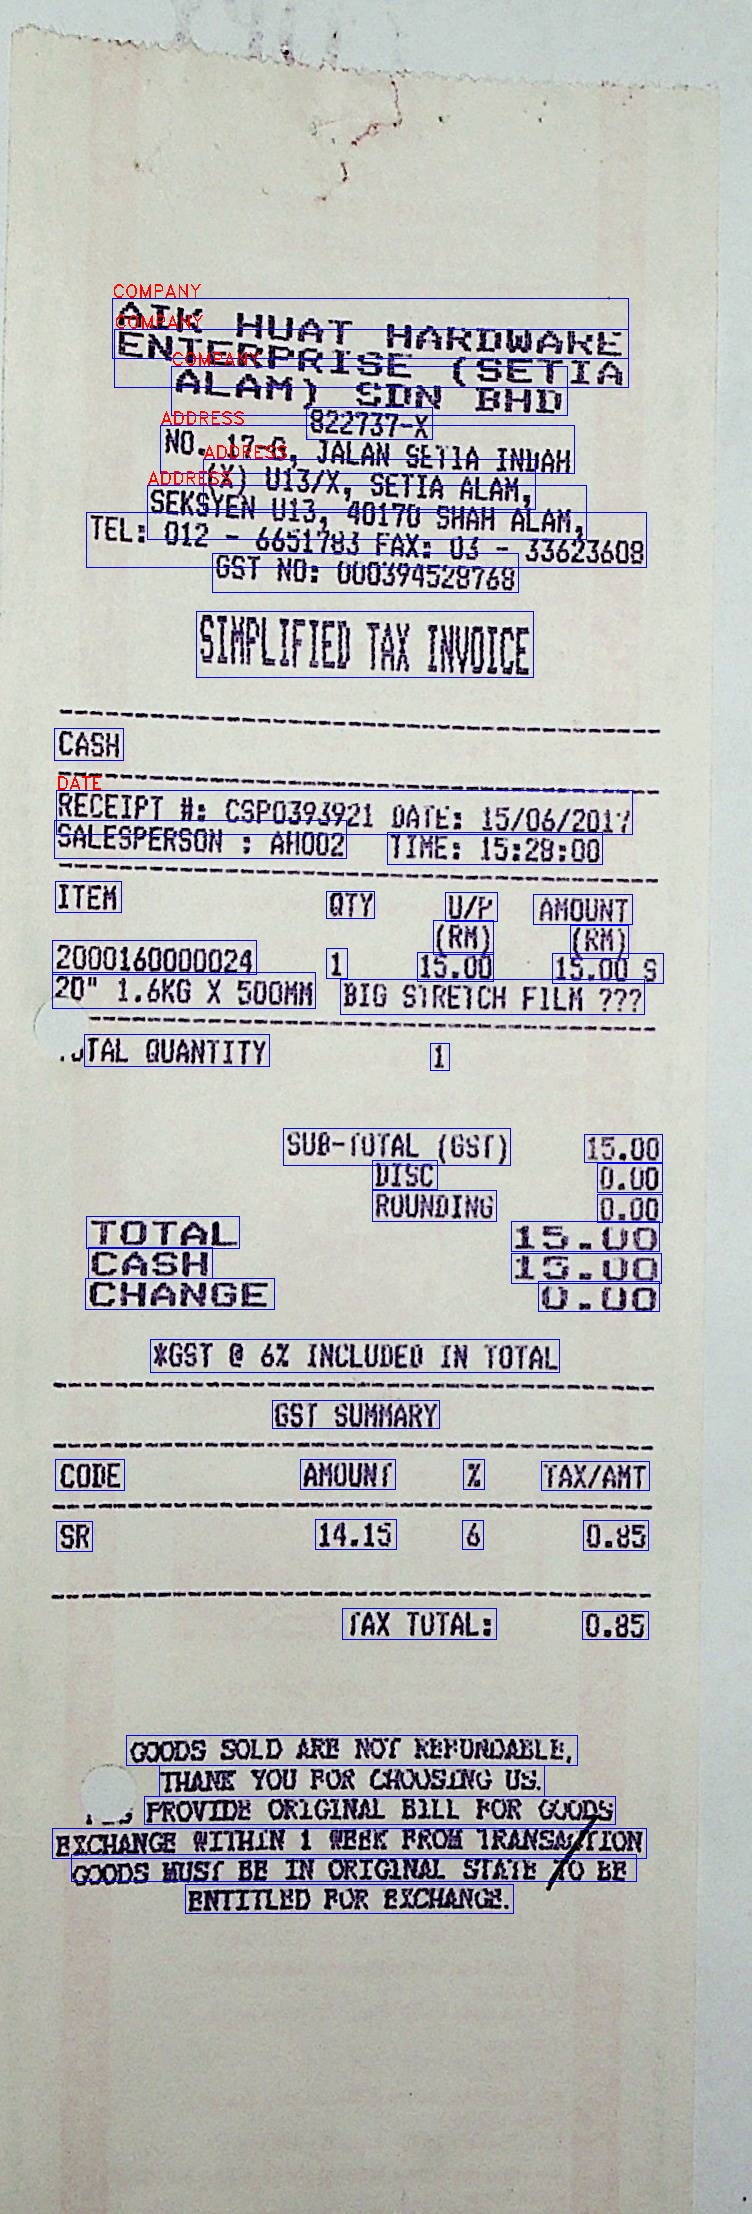 COMPANY
AIK HUAT HARDWARE
COMPANY
ENTERPRISE (SETIA
COMPANY
ALAM) SDN BHD
822737-X
ADDRESS
NO. 17-G, JALAN SETIA INDAH
ADDRESS
(X) U13/X, SETIA ALAM,
ADDRESS
SEKSYEN U13, 40170 SHAH ALAM,
TEL: 012 - 6651783 FAX: 03 - 33623608
GST NO: 000394528768
SIMPLIFIED TAX INVOICE
CASH
DATE
RECEIPT #: CSP0393921 DATE: 15/06/2017
SALESPERSON : AH002 TIME: 15:28:00
ITEM QTY U/P AMOUNT
(RM) (RM)
2000160000024 1 15.00 15.00 S
20" 1.6KG X 500MM BIG STRETCH FILM ???
TOTAL QUANTITY 1
SUB-TOTAL (GST) 15.00
DISC 0.00
ROUNDING 0.00
TOTAL 15.00
CASH 15.00
CHANGE 0.00
*GST @ 6% INCLUDED IN TOTAL
GST SUMMARY
CODE AMOUNT % TAX/AMT
SR 14.15 6 0.85
TAX TOTAL: 0.85
GOODS SOLD ARE NOT REFUNDABLE,
THANK YOU FOR CHOOSING US.
PROVIDE ORIGINAL BILL FOR GOODS
EXCHANGE WITHIN 1 WEEK FROM TRANSACTION
GOODS MUST BE IN ORIGINAL STATE TO BE
ENTITLED FOR EXCHANGE.